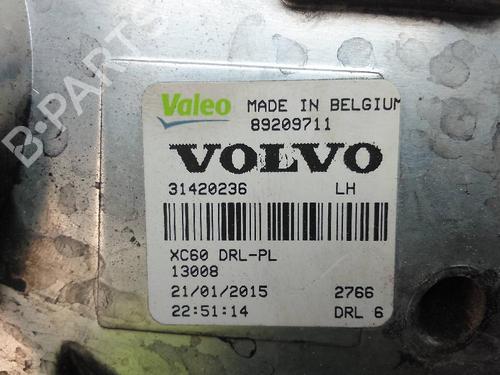 B-PARTS
Valeo MADE IN BELGIUM
89209711
VOLVO
31420236 LH
XC60 DRL-PL
13008
21/01/2015 2766
22:51:14 DRL 6